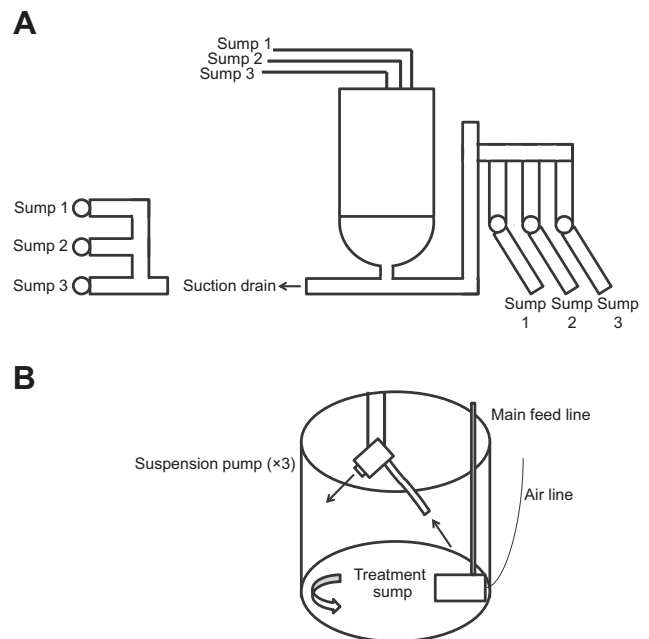 A
Sump 1
Sump 2
Sump 3
Sump 1
Sump 2
Sump 3
Suction drain
Sump
1
Sump
2
Sump
3
B
Main feed line
Suspension pump (×3)
Air line
Treatment
sump